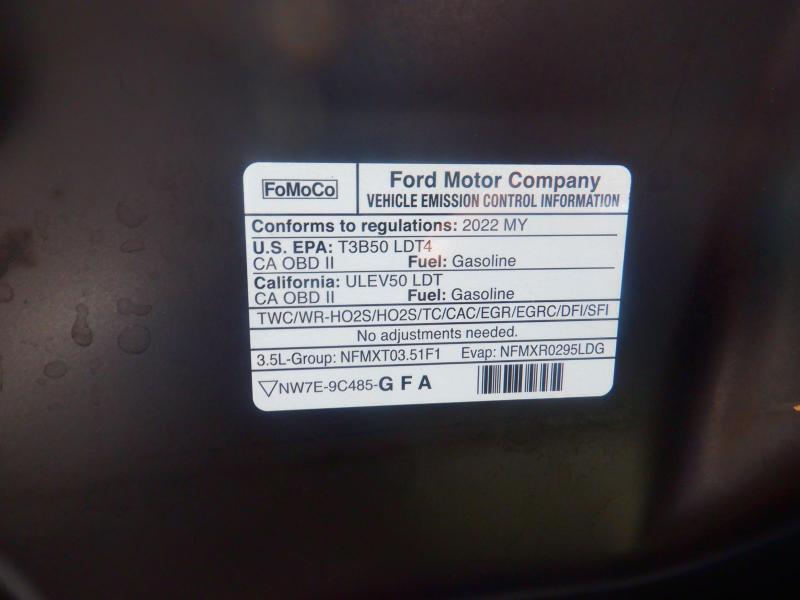 FoMoCo
Ford Motor Company
VEHICLE EMISSION CONTROL INFORMATION
Conforms to regulations: 2022 MY
U.S. EPA: T3B50 LDT4
CA OBD II Fuel: Gasoline
California: ULEV50 LDT
CA OBD II Fuel: Gasoline
TWC/WR-HO2S/HO2S/TC/CAC/EGR/EGRC/DFI/SFI
No adjustments needed.
3.5L-Group: NFMXT03.51F1 Evap: NFMXR0295LDG
NW7E-9C485-G F A